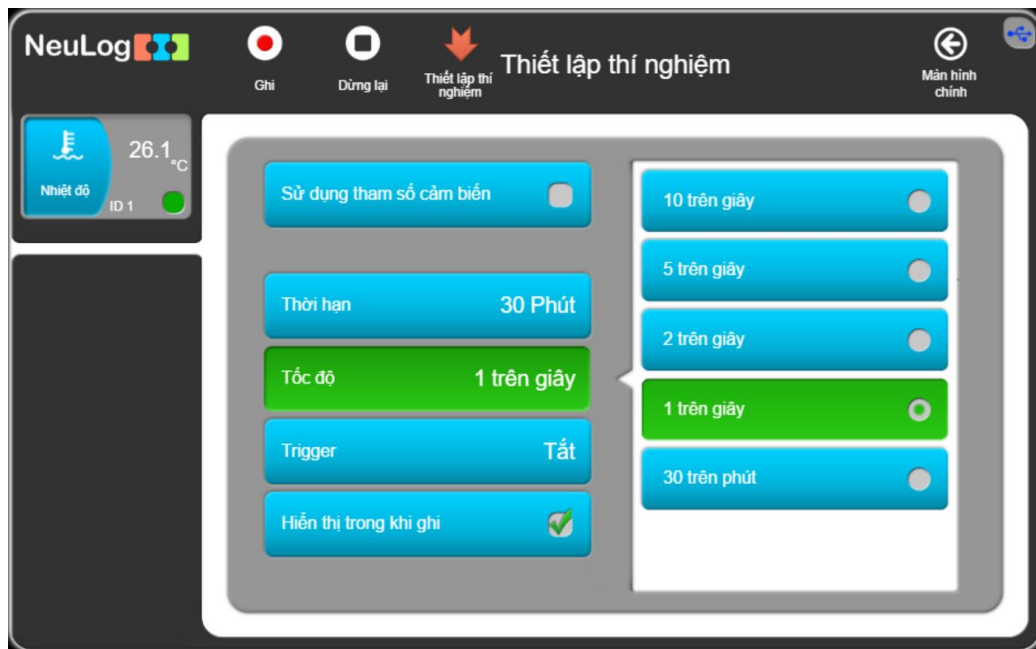 NeuLog
Ghi
Dừng lại
Thiết lập thí
nghiệm
Thiết lập thí nghiệm
Màn hình
chính
26.1 °C
Nhiệt độ
ID 1
Sử dụng tham số cảm biến
Thời hạn 30 Phút
Tốc độ 1 trên giây
Trigger Tắt
Hiển thị trong khi ghi
10 trên giây
5 trên giây
2 trên giây
1 trên giây
30 trên phút